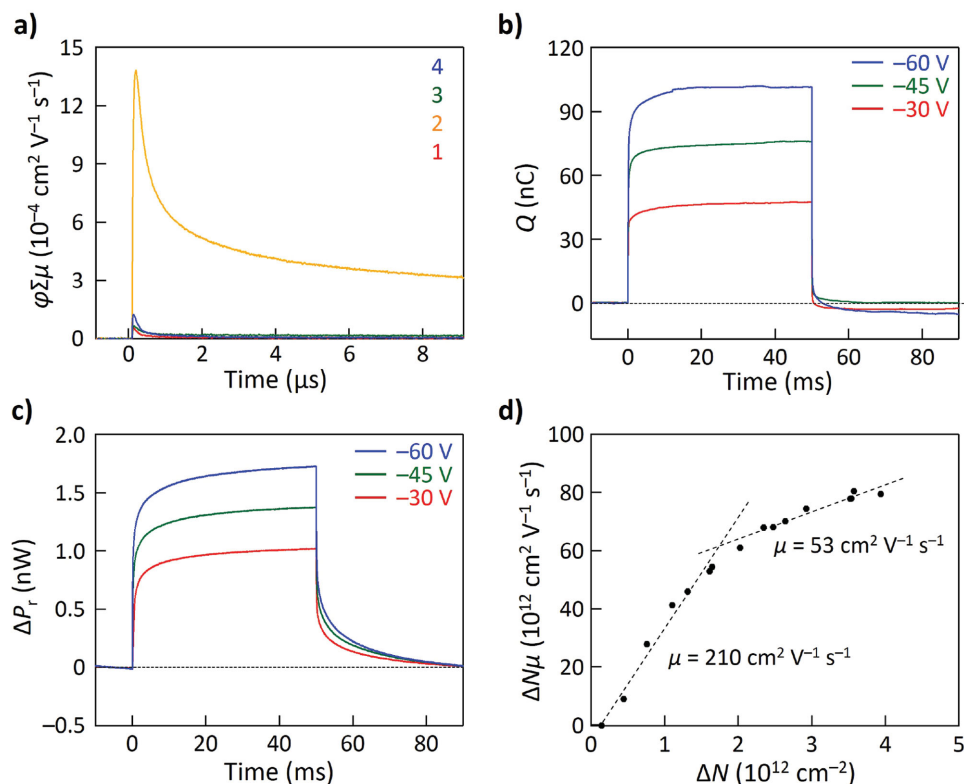 a)
15
12
9
6
3
0
φΣμ (10⁻⁴ cm² V⁻¹ s⁻¹)
4
3
2
1
0 2 4 6 8
Time (μs)
b)
120
90
60
30
0
Q (nC)
−60 V
−45 V
−30 V
0 20 40 60 80
Time (ms)
c)
2.0
1.5
1.0
0.5
0
−0.5
ΔPᵣ (nW)
−60 V
−45 V
−30 V
0 20 40 60 80
Time (ms)
d)
100
80
60
40
20
0
ΔNμ (10¹² cm² V⁻¹ s⁻¹)
μ = 53 cm² V⁻¹ s⁻¹
μ = 210 cm² V⁻¹ s⁻¹
0 1 2 3 4 5
ΔN (10¹² cm⁻²)